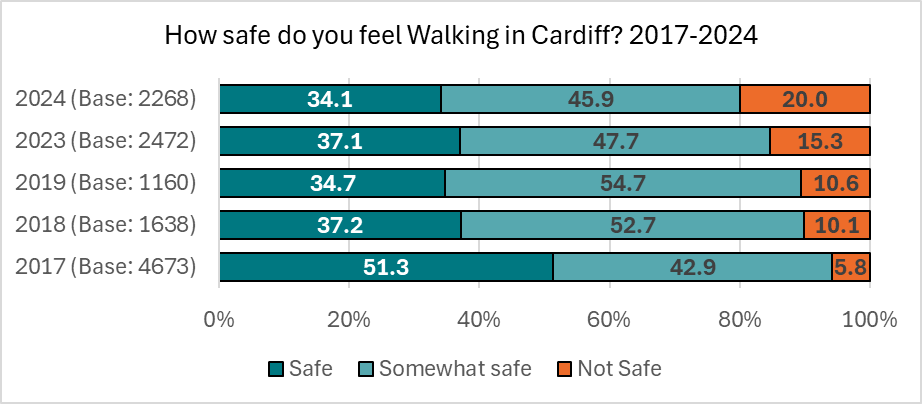 How safe do you feel Walking in Cardiff? 2017-2024
2024 (Base: 2268) 34.1 45.9 20.0
2023 (Base: 2472) 37.1 47.7 15.3
2019 (Base: 1160) 34.7 54.7 10.6
2018 (Base: 1638) 37.2 52.7 10.1
2017 (Base: 4673) 51.3 42.9 5.8
0% 20% 40% 60% 80% 100%
Safe Somewhat safe Not Safe